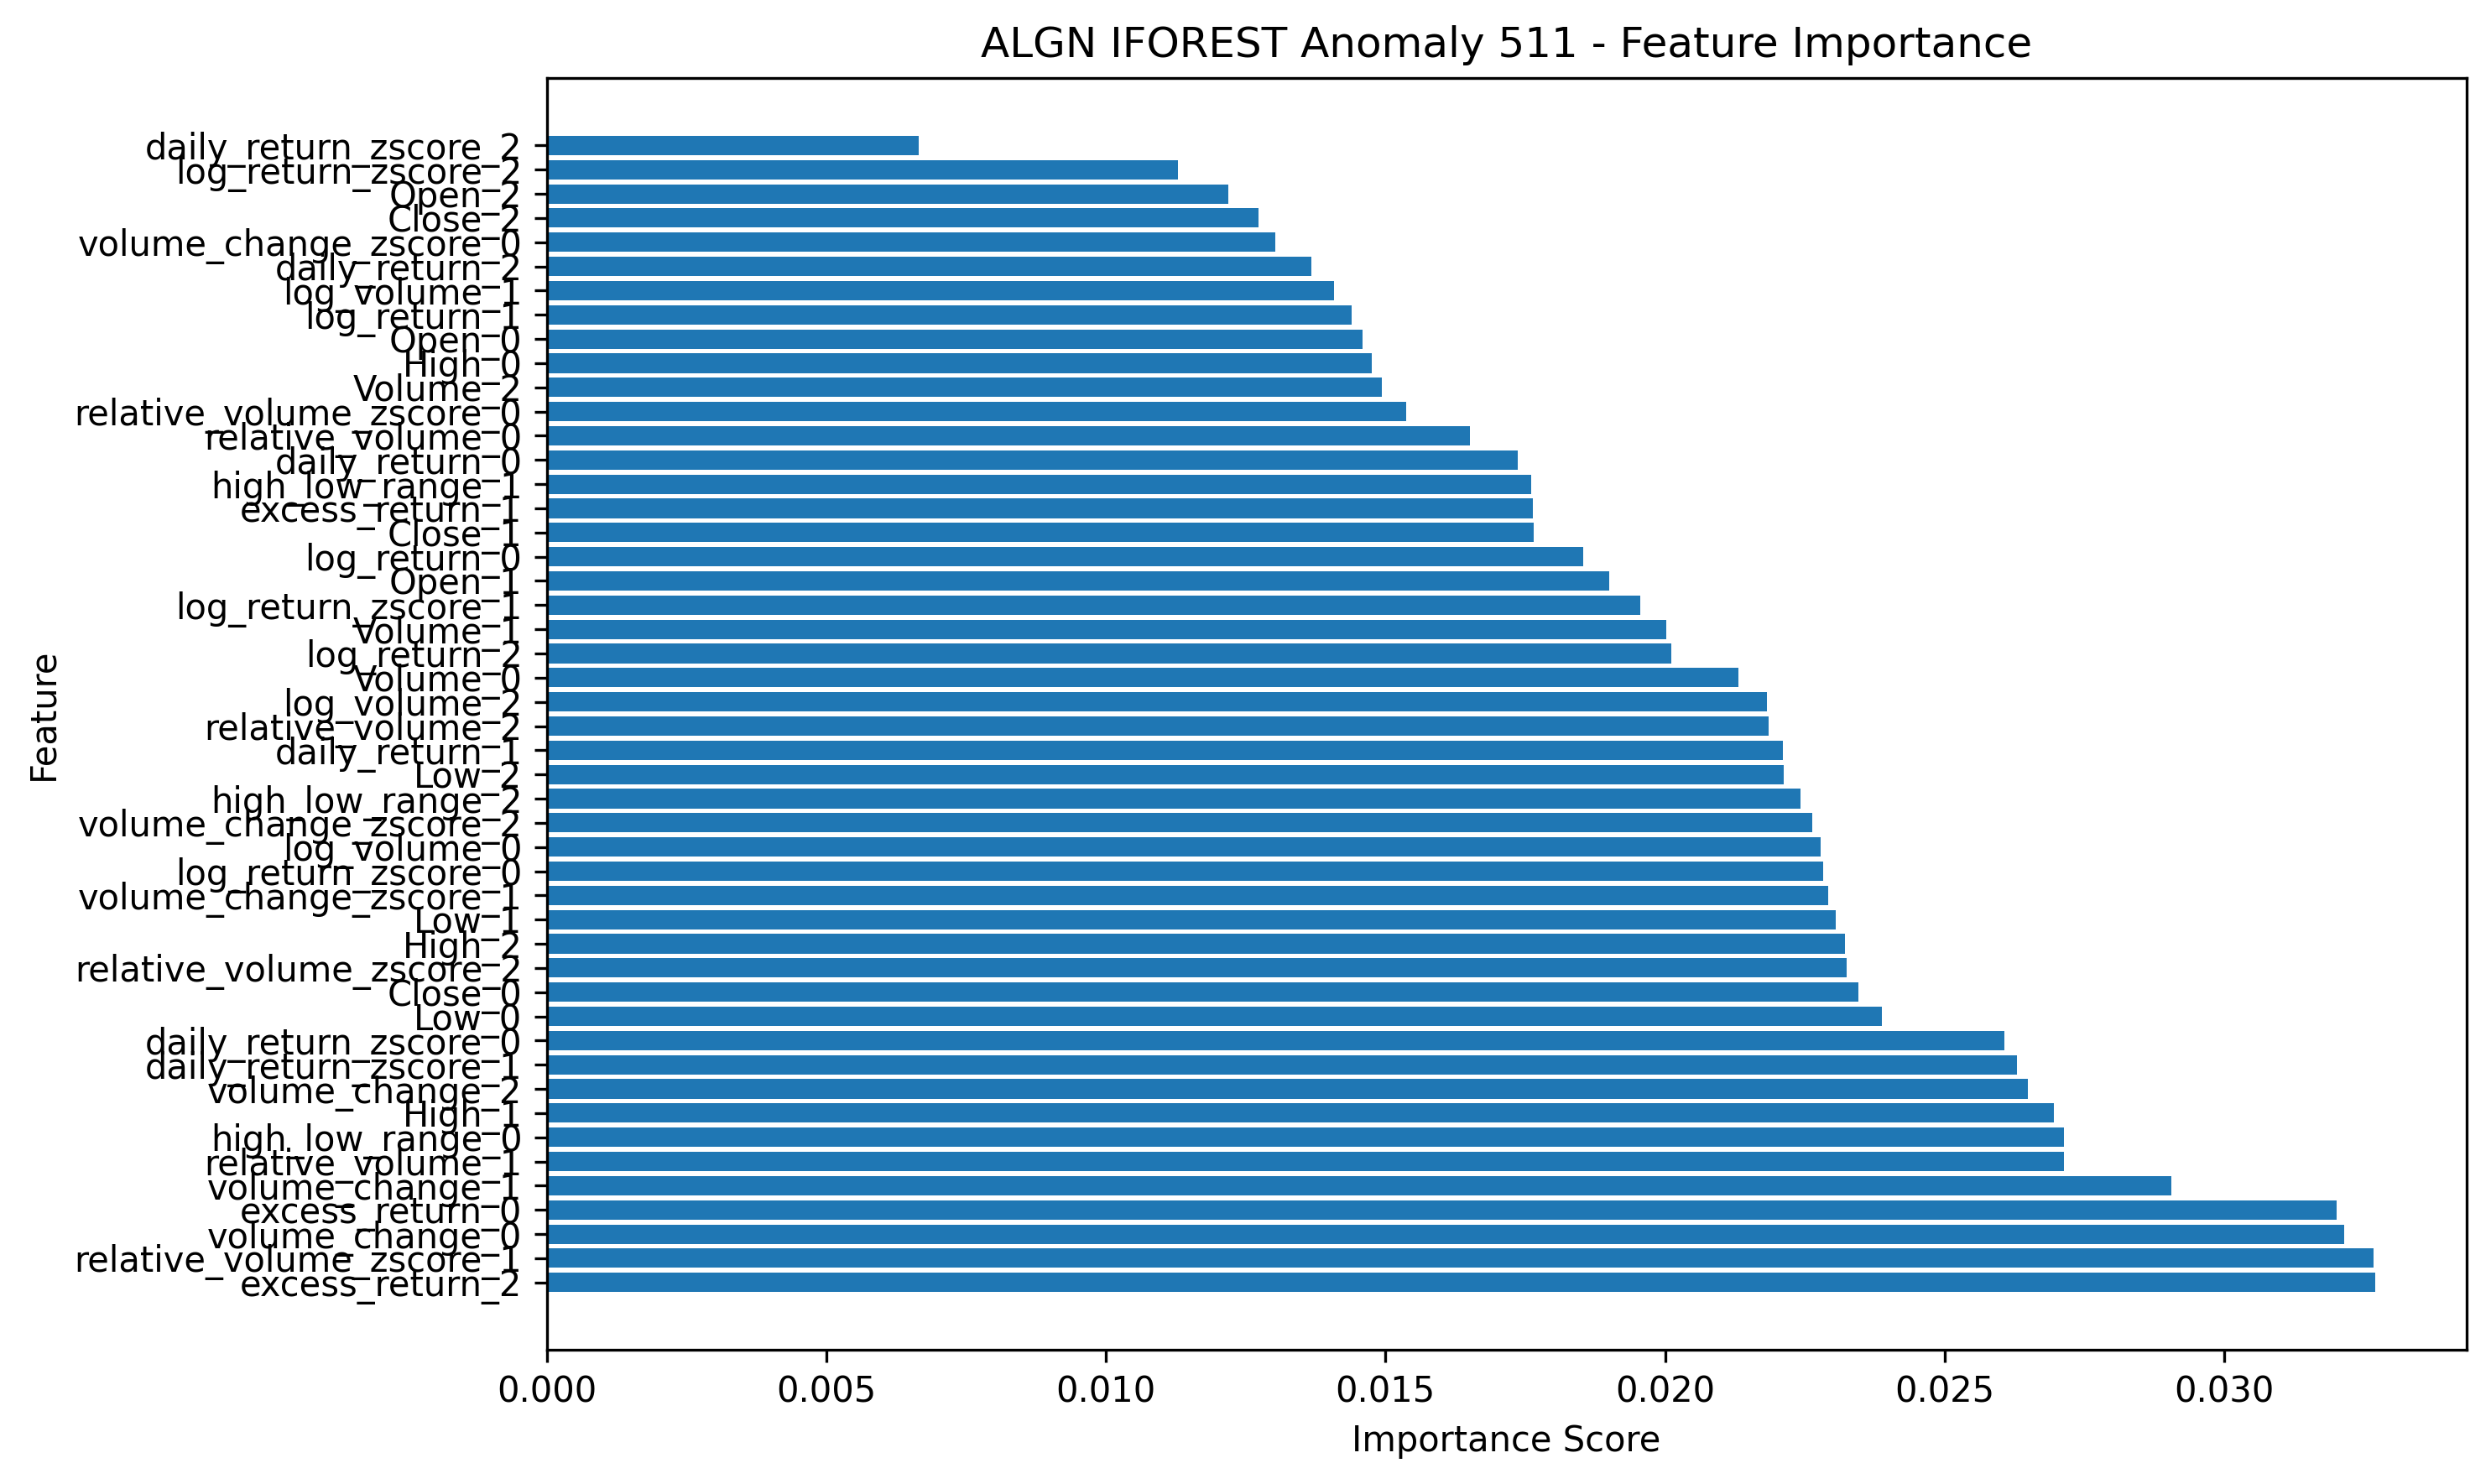 ALGN IFOREST Anomaly 511 - Feature Importance
daily_return_zscore_2
log_return_zscore_2
Open_2
Close_2
volume_change_zscore_0
daily_return_2
log_volume_1
log_return_1
Open_0
High_0
Volume_2
relative_volume_zscore_0
relative_volume_0
daily_return_0
high_low_range_1
excess_return_1
Close_1
log_return_0
Open_1
log_return_zscore_1
Volume_1
log_return_2
Volume_0
log_volume_2
relative_volume_2
daily_return_1
Low_2
high_low_range_2
volume_change_zscore_2
log_volume_0
log_return_zscore_0
volume_change_zscore_1
Low_1
High_2
relative_volume_zscore_2
Close_0
Low_0
daily_return_zscore_0
daily_return_zscore_1
volume_change_2
High_1
high_low_range_0
relative_volume_1
volume_change_1
excess_return_0
volume_change_0
relative_volume_zscore_1
excess_return_2
Feature
0.000 0.005 0.010 0.015 0.020 0.025 0.030
Importance Score